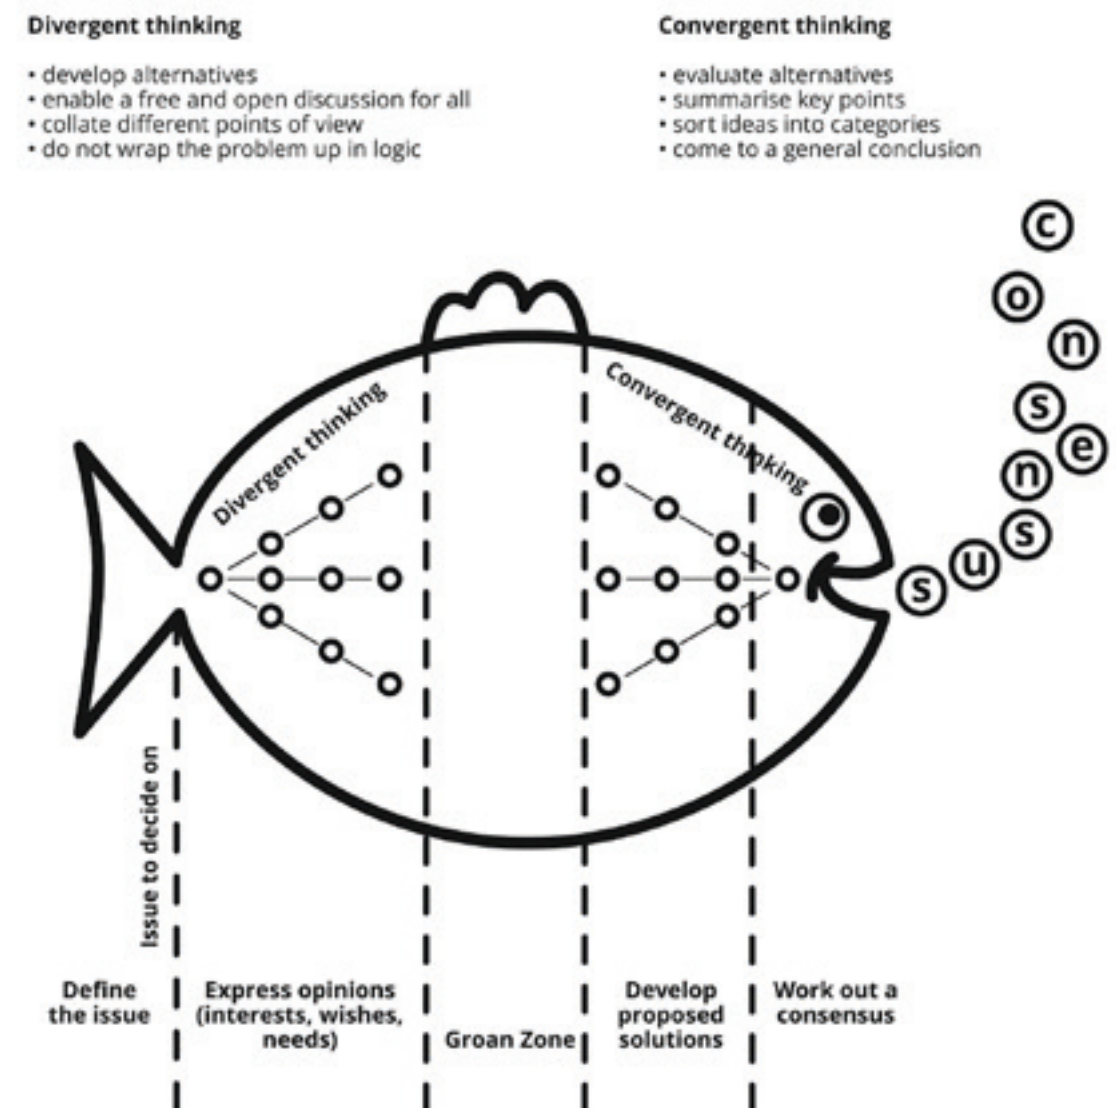 Divergent thinking
• develop alternatives
• enable a free and open discussion for all
• collate different points of view
• do not wrap the problem up in logic
Convergent thinking
• evaluate alternatives
• summarise key points
• sort ideas into categories
• come to a general conclusion
Divergent thinking
Convergent thinking
c
o
n
s
e
n
s
u
s
Issue to decide on
Define
the issue
Express opinions
(interests, wishes,
needs)
Groan Zone
Develop
proposed
solutions
Work out a
consensus